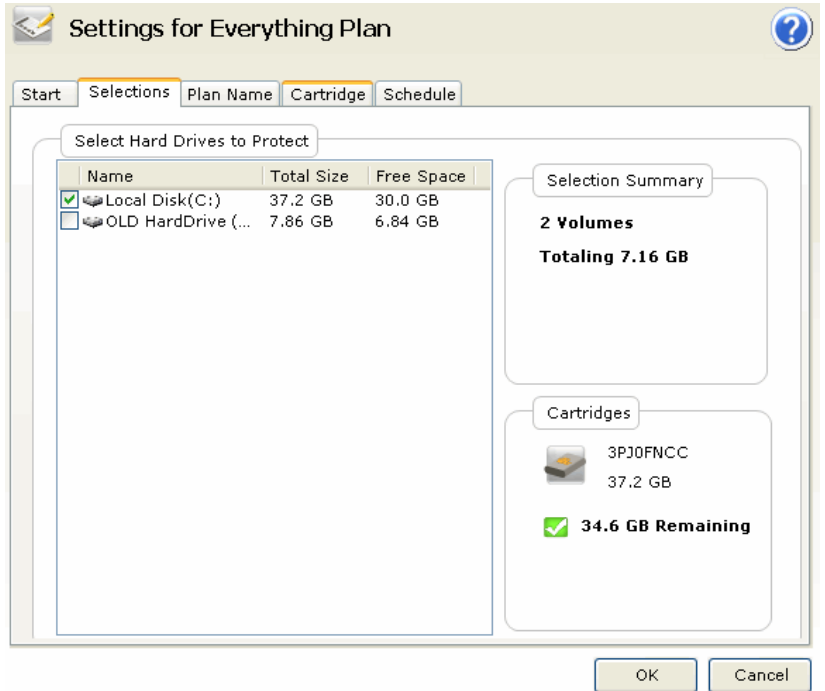 Settings for Everything Plan
Start Selections Plan Name Cartridge Schedule
Select Hard Drives to Protect
Name Total Size Free Space
Local Disk(C:) 37.2 GB 30.0 GB
OLD HardDrive (... 7.86 GB 6.84 GB
Selection Summary
2 Volumes
Totaling 7.16 GB
Cartridges
3PJ0FNCC
37.2 GB
34.6 GB Remaining
OK Cancel